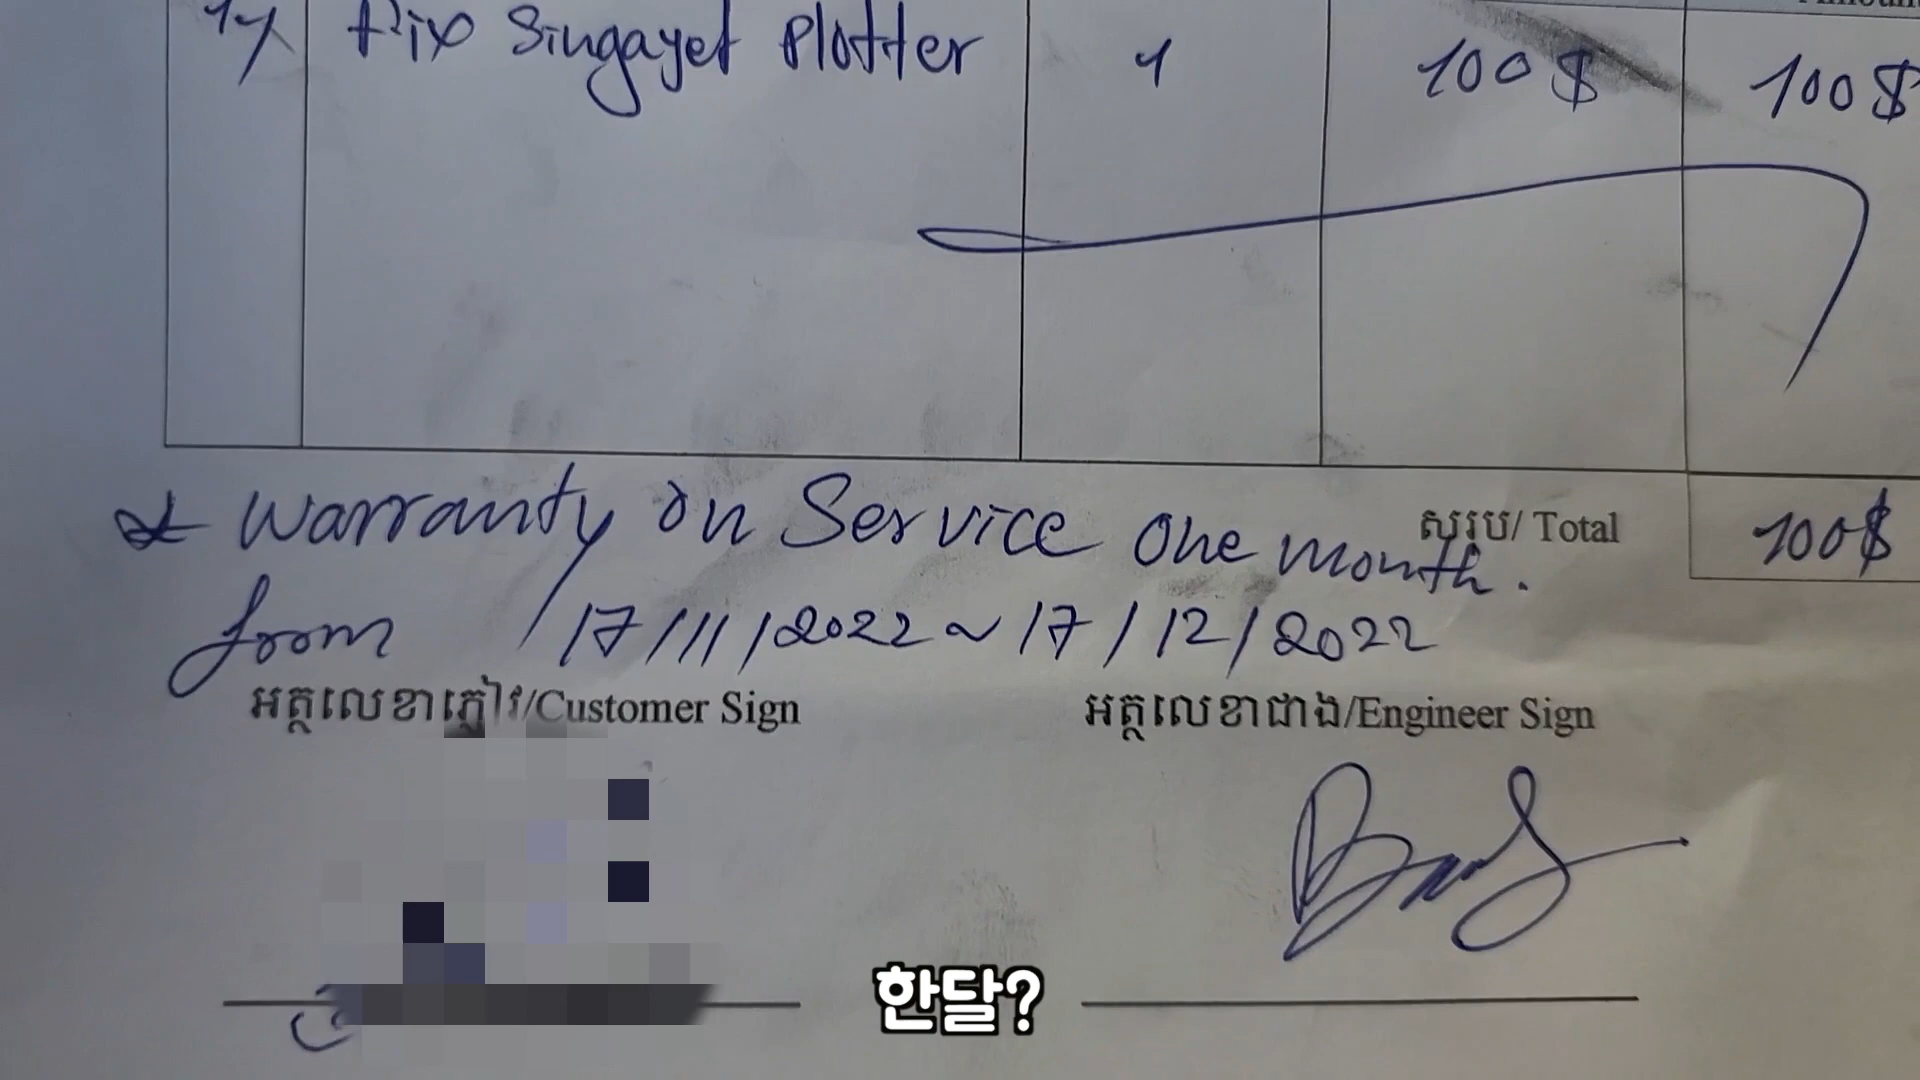 Fix Singayet Plotter 1 100$ 100$
Warranty on Service One month.
សរុប/ Total 100$
from 17/11/2022 ~ 17/12/2022
អត្ថលេខាភ្ញៀវ/Customer Sign
អត្ថលេខាជាង/Engineer Sign
한달?